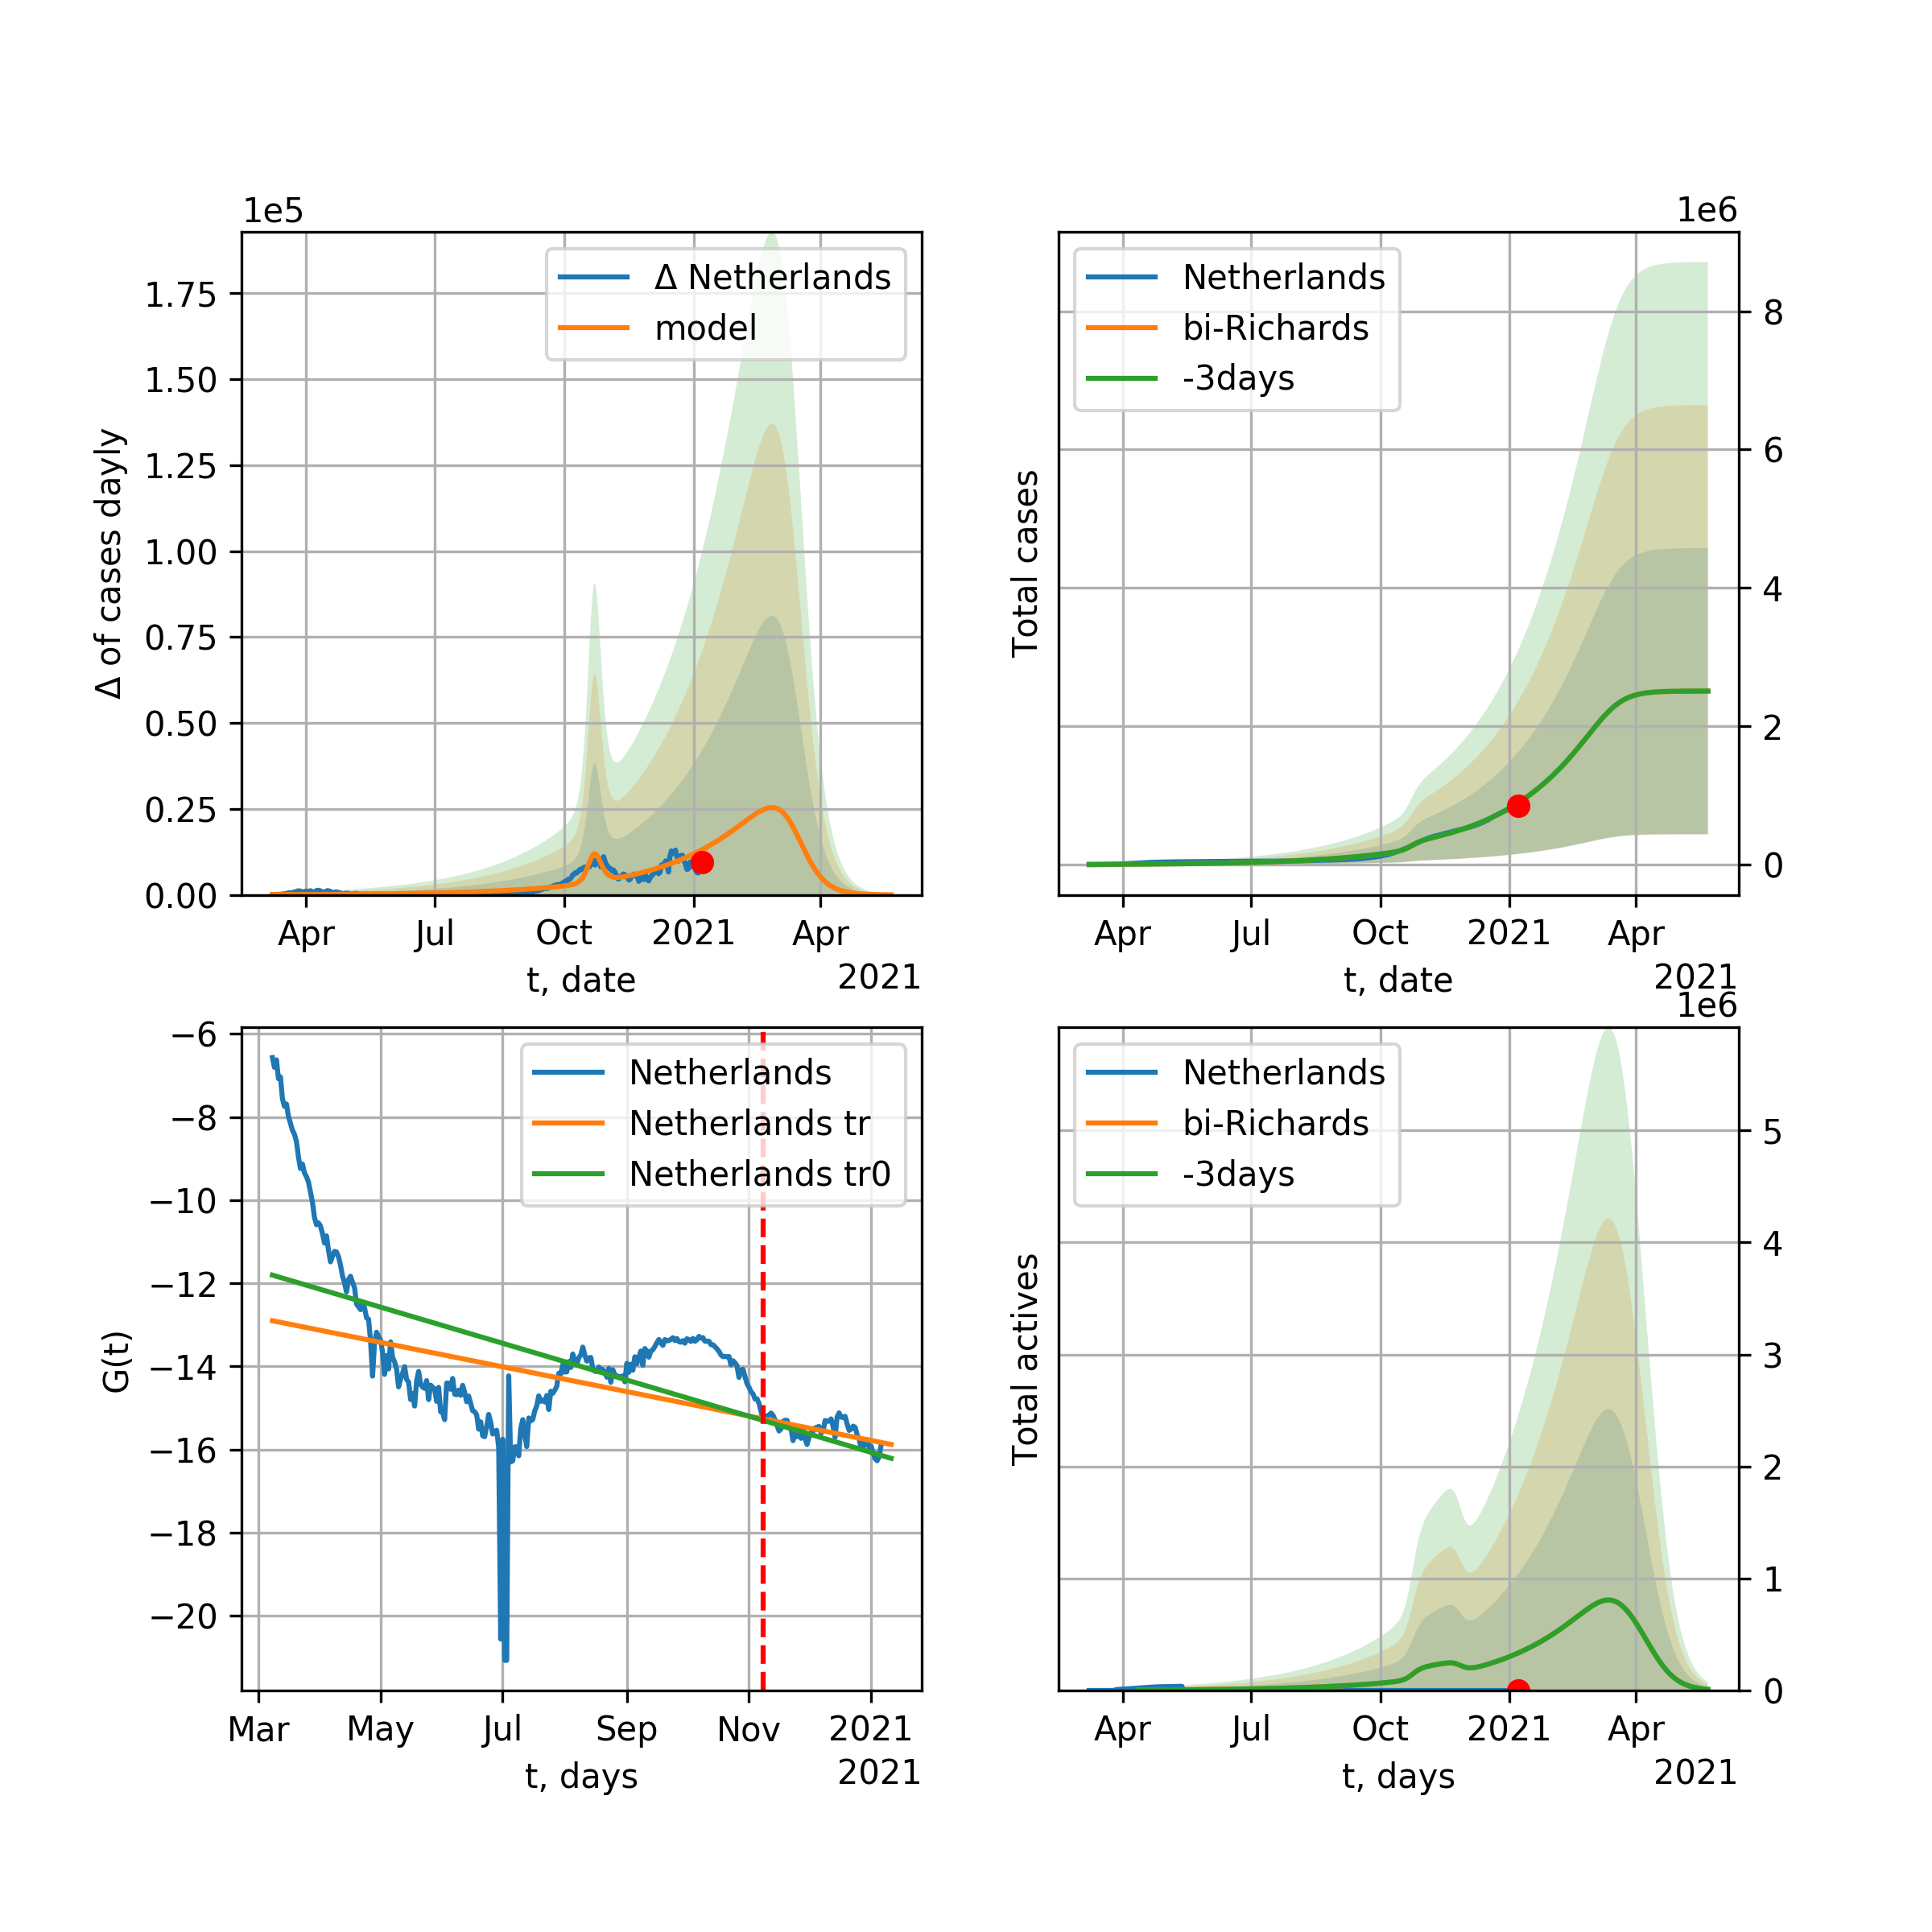 1e5
Δ of cases dayly
1.75
1.50
1.25
1.00
0.75
0.50
0.25
0.00
Δ Netherlands
model
Apr Jul Oct 2021 Apr
t, date
2021
1e6
Total cases
Netherlands
bi-Richards
-3days
8
6
4
2
0
Apr Jul Oct 2021 Apr
t, date
2021
G(t)
−6
−8
−10
−12
−14
−16
−18
−20
Netherlands
Netherlands tr
Netherlands tr0
Mar May Jul Sep Nov 2021
t, days
2021
1e6
Total actives
Netherlands
bi-Richards
-3days
5
4
3
2
1
0
Apr Jul Oct 2021 Apr
t, days
2021